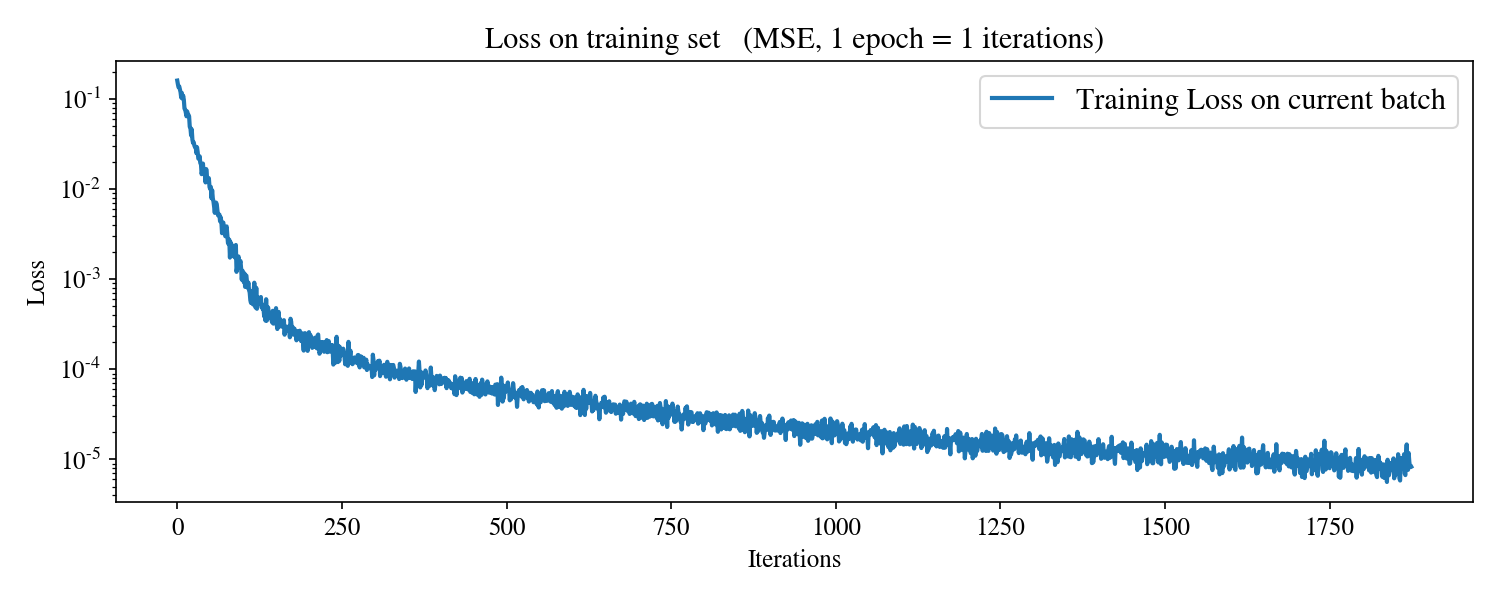 Loss on training set   (MSE, 1 epoch = 1 iterations)
Training Loss on current batch
10-1
10-2
10-3
10-4
10-5
Loss
0 250 500 750 1000 1250 1500 1750
Iterations